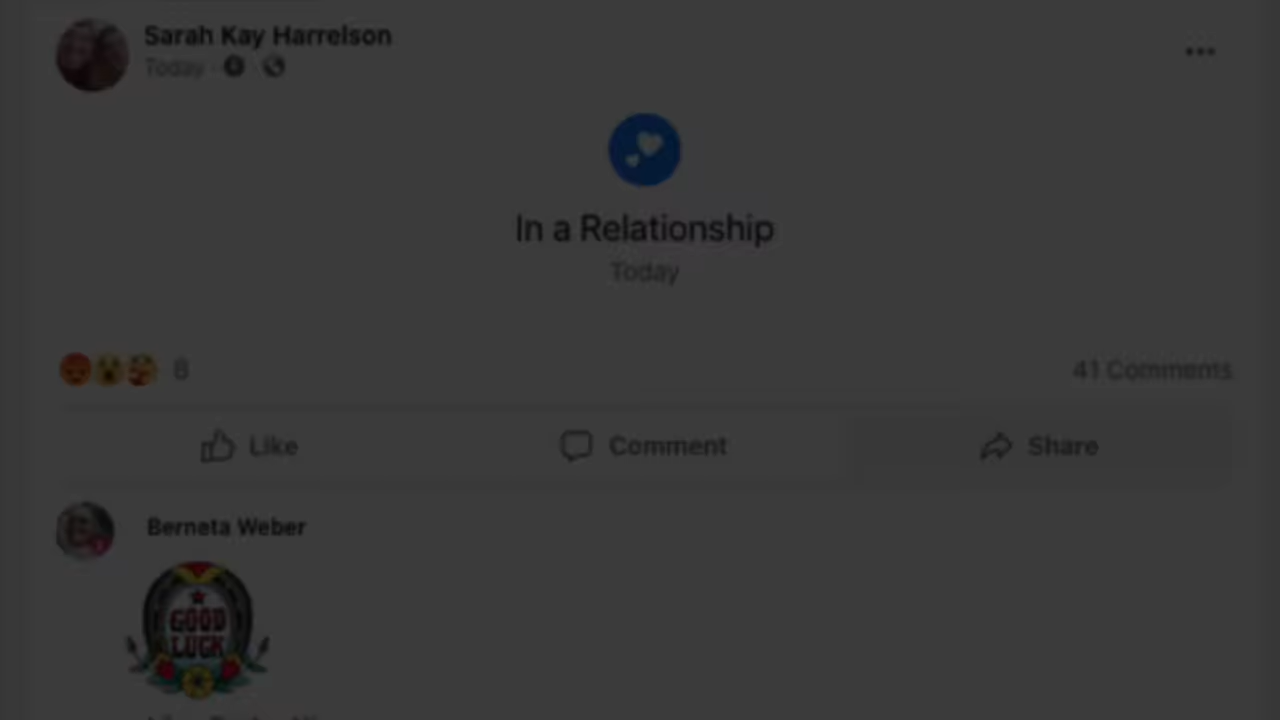 Sarah Kay Harrelson
Today
In a Relationship
Today
8
41 Comments
Like
Comment
Share
Berneta Weber
GOOD
LUCK